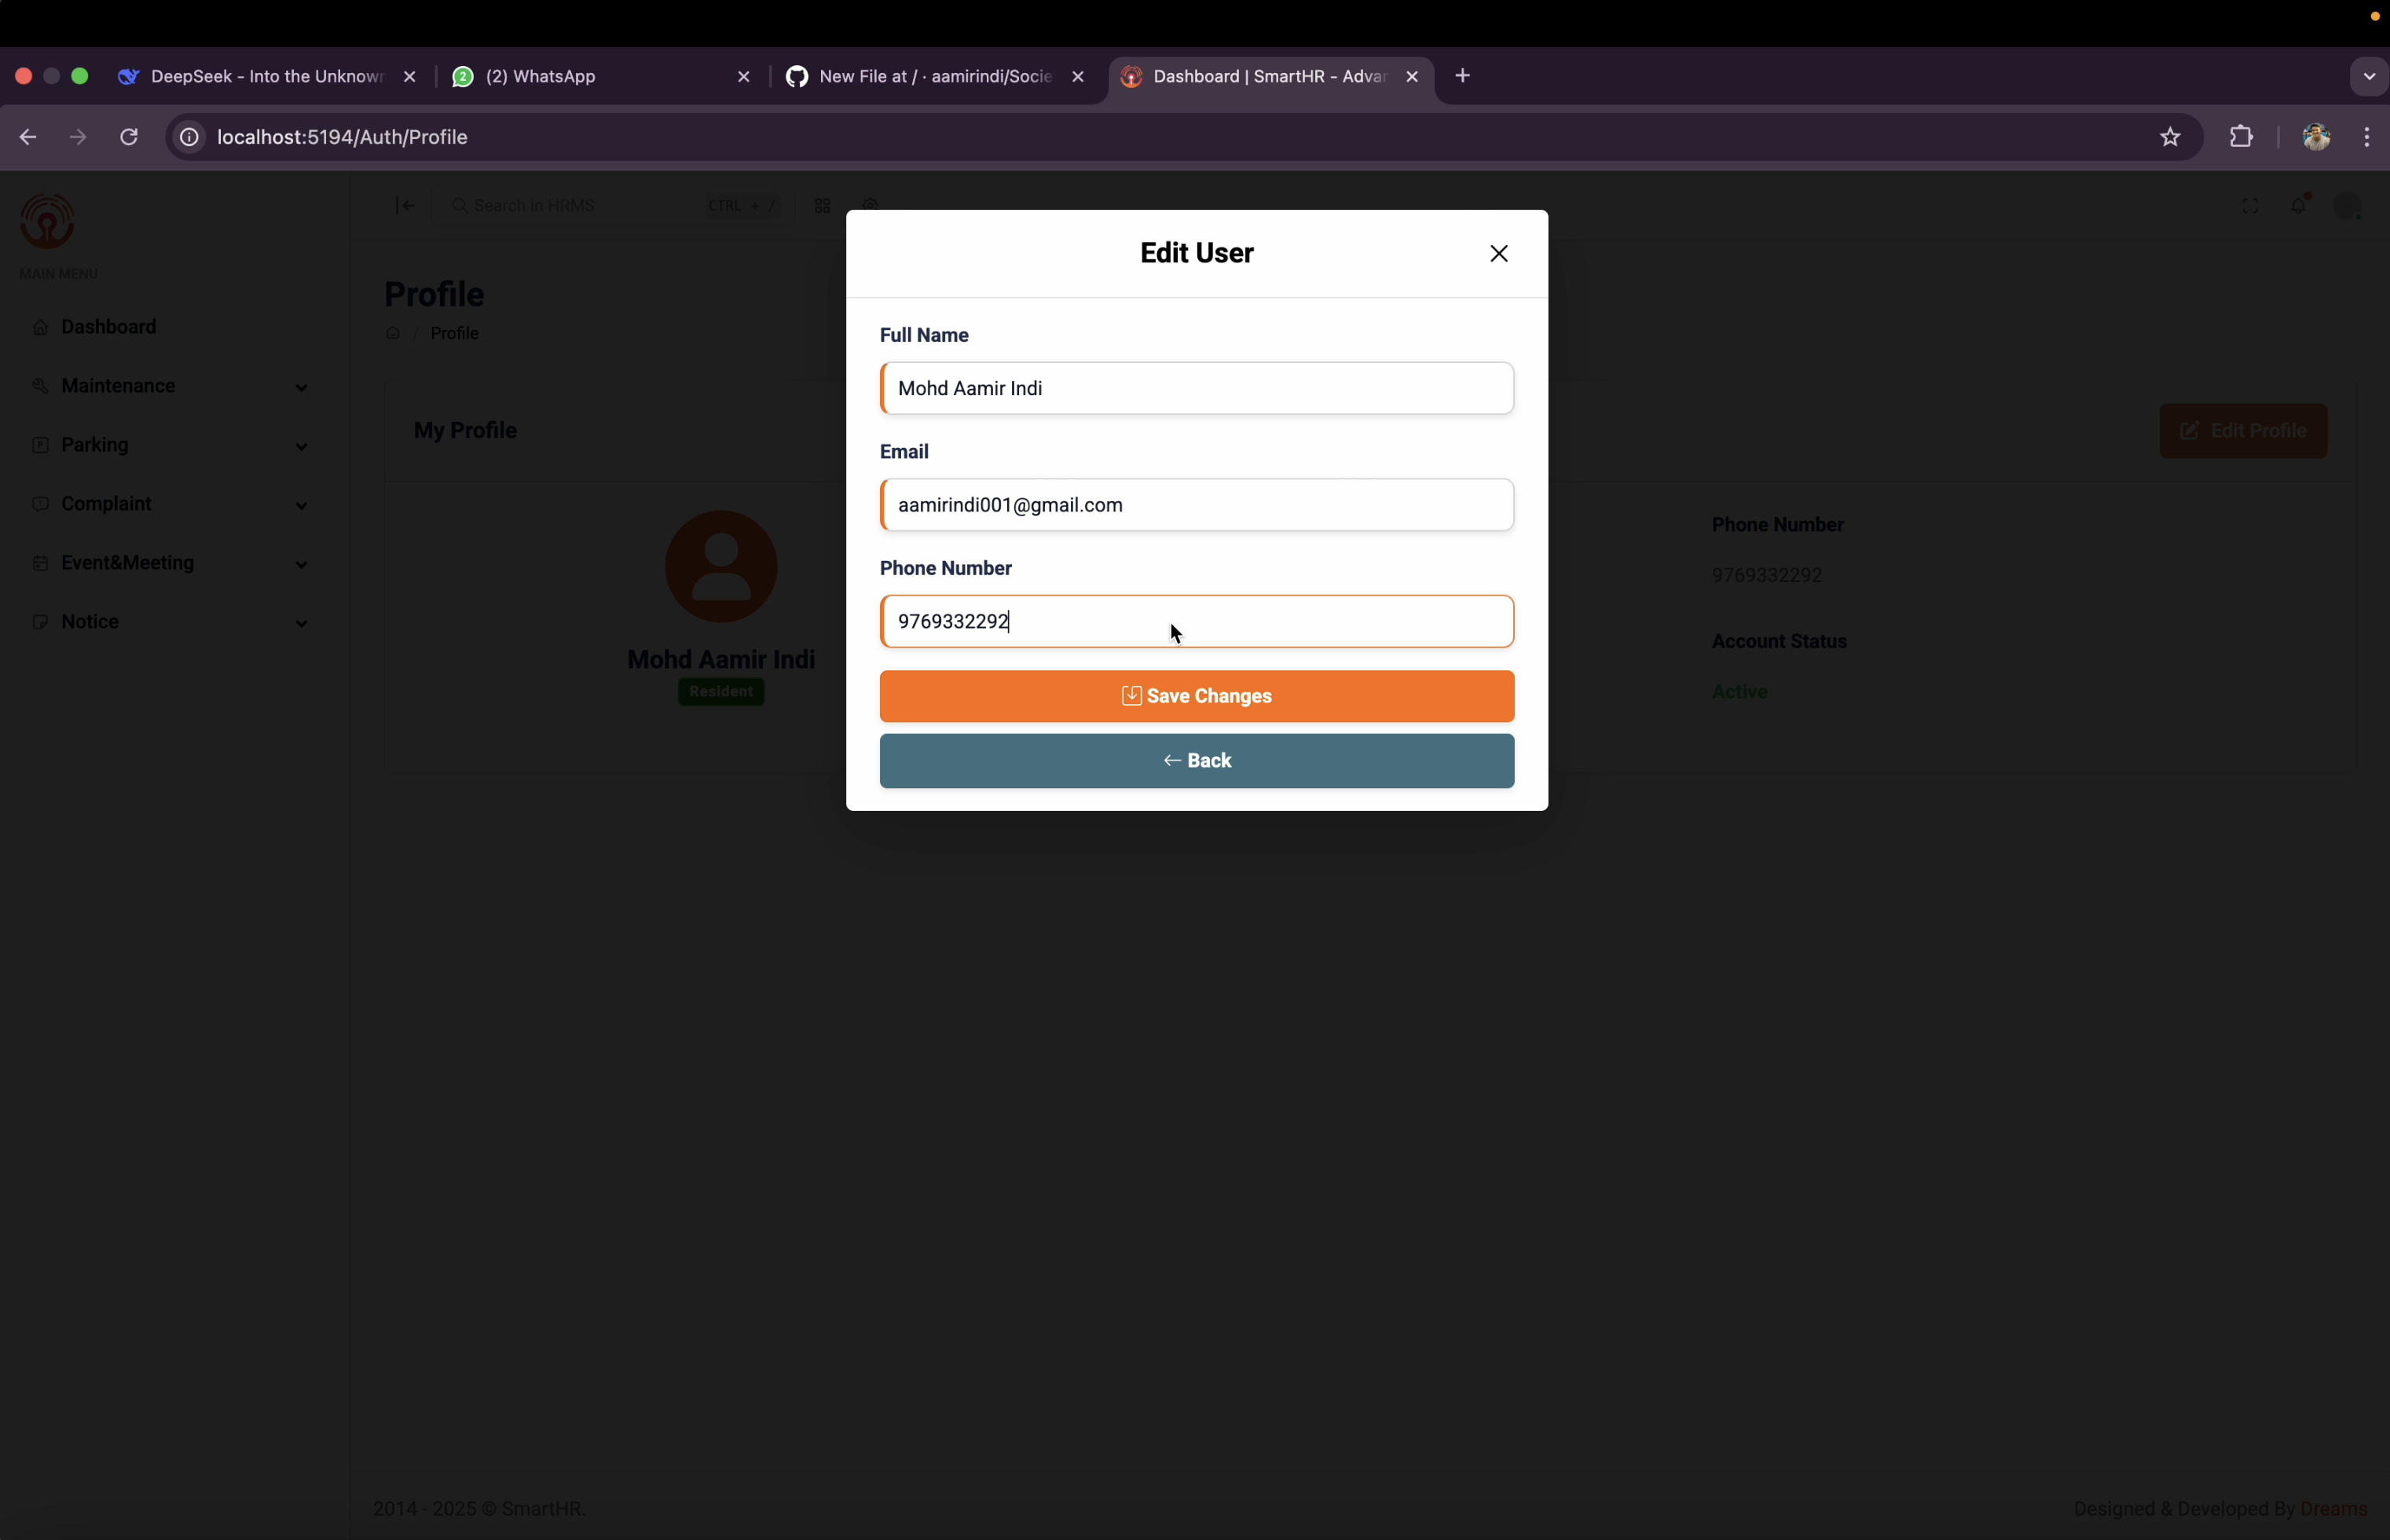 DeepSeek - Into the Unknown
(2) WhatsApp
New File at / · aamirindi/Socie
Dashboard | SmartHR - Advan
localhost:5194/Auth/Profile
Search in HRMS
CTRL + /
MAIN MENU
Dashboard
Maintenance
Parking
Complaint
Event&Meeting
Notice
Profile
Profile
My Profile
Edit Profile
Mohd Aamir Indi
Resident
Phone Number
9769332292
Account Status
Active
Edit User
Full Name
Mohd Aamir Indi
Email
aamirindi001@gmail.com
Phone Number
9769332292
Save Changes
Back
2014 - 2025 © SmartHR.
Designed & Developed By Dreams